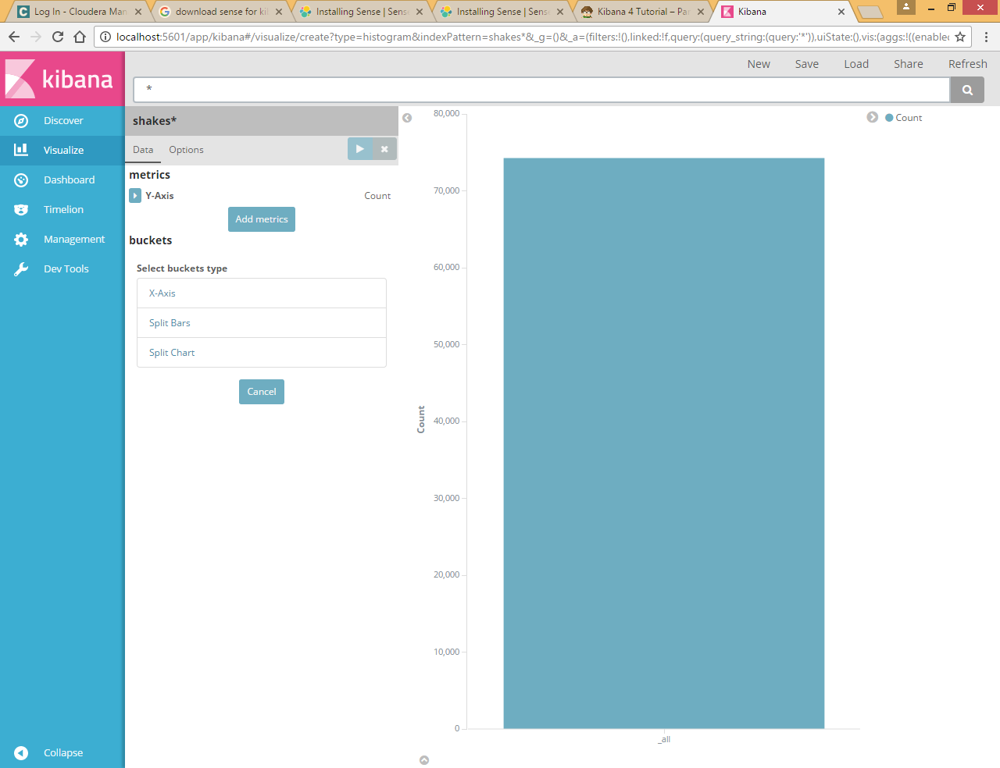 Log In - Cloudera Man
download sense for ki
Installing Sense | Sens
Installing Sense | Sens
Kibana 4 Tutorial – Pa
Kibana
localhost:5601/app/kibana#/visualize/create?type=histogram&indexPattern=shakes*&_g=()&_a=(filters:!(),linked:!f,query:(query_string:(query:'*')),uiState:(),vis:(aggs:!((enabled
kibana
New Save Load Share Refresh
*
Discover
Visualize
Dashboard
Timelion
Management
Dev Tools
Collapse
shakes*
Data Options
metrics
Y-Axis Count
Add metrics
buckets
Select buckets type
X-Axis
Split Bars
Split Chart
Cancel
Count
80,000
70,000
60,000
50,000
40,000
30,000
20,000
10,000
0
Count
_all